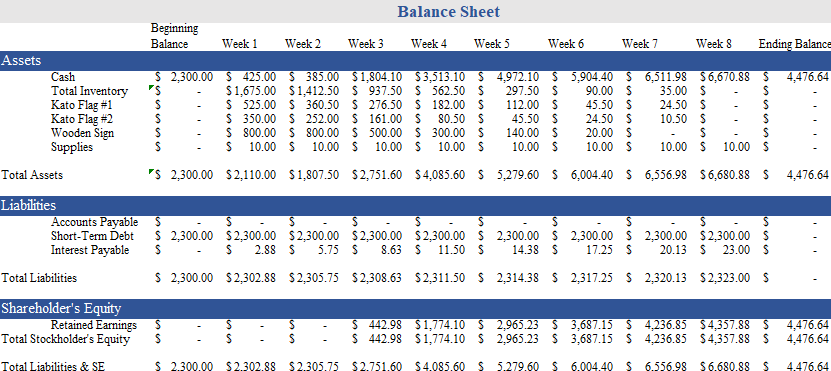 Balance Sheet
Beginning
Balance Week 1 Week 2 Week 3 Week 4 Week 5 Week 6 Week 7 Week 8 Ending Balance
Assets
Cash $ 2,300.00 $ 425.00 $ 385.00 $1,804.10 $3,513.10 $ 4,972.10 $ 5,904.40 $ 6,511.98 $6,670.88 $ 4,476.64
Total Inventory $ - $1,675.00 $1,412.50 $ 937.50 $ 562.50 $ 297.50 $ 90.00 $ 35.00 $ - $ -
Kato Flag #1 $ - $ 525.00 $ 360.50 $ 276.50 $ 182.00 $ 112.00 $ 45.50 $ 24.50 $ - $ -
Kato Flag #2 $ - $ 350.00 $ 252.00 $ 161.00 $ 80.50 $ 45.50 $ 24.50 $ 10.50 $ - $ -
Wooden Sign $ - $ 800.00 $ 800.00 $ 500.00 $ 300.00 $ 140.00 $ 20.00 $ - $ - $ -
Supplies $ - $ 10.00 $ 10.00 $ 10.00 $ 10.00 $ 10.00 $ 10.00 $ 10.00 $ 10.00 $ -
Total Assets $ 2,300.00 $2,110.00 $1,807.50 $2,751.60 $4,085.60 $ 5,279.60 $ 6,004.40 $ 6,556.98 $6,680.88 $ 4,476.64
Liabilities
Accounts Payable $ - $ - $ - $ - $ - $ - $ - $ - $ - $ -
Short-Term Debt $ 2,300.00 $2,300.00 $2,300.00 $2,300.00 $2,300.00 $ 2,300.00 $ 2,300.00 $ 2,300.00 $2,300.00 $ -
Interest Payable $ - $ 2.88 $ 5.75 $ 8.63 $ 11.50 $ 14.38 $ 17.25 $ 20.13 $ 23.00 $ -
Total Liabilities $ 2,300.00 $2,302.88 $2,305.75 $2,308.63 $2,311.50 $ 2,314.38 $ 2,317.25 $ 2,320.13 $2,323.00 $ -
Shareholder's Equity
Retained Earnings $ - $ - $ - $ 442.98 $1,774.10 $ 2,965.23 $ 3,687.15 $ 4,236.85 $4,357.88 $ 4,476.64
Total Stockholder's Equity $ - $ - $ - $ 442.98 $1,774.10 $ 2,965.23 $ 3,687.15 $ 4,236.85 $4,357.88 $ 4,476.64
Total Liabilities & SE $ 2,300.00 $2,302.88 $2,305.75 $2,751.60 $4,085.60 $ 5,279.60 $ 6,004.40 $ 6,556.98 $6,680.88 $ 4,476.64